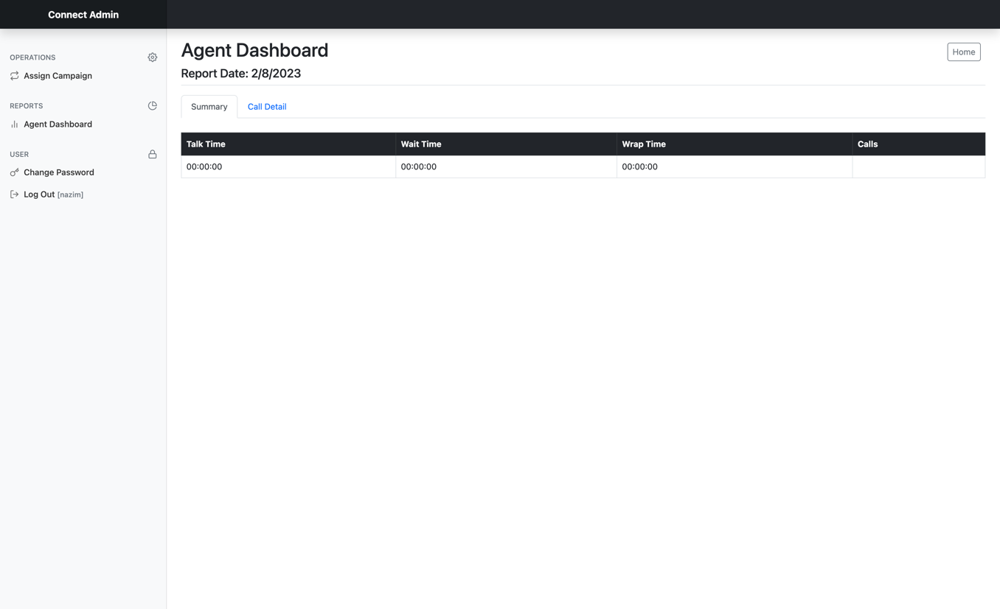 Connect Admin
OPERATIONS
Assign Campaign
REPORTS
Agent Dashboard
USER
Change Password
Log Out [nazim]
Agent Dashboard
Home
Report Date: 2/8/2023
Summary Call Detail
Talk Time Wait Time Wrap Time Calls
00:00:00 00:00:00 00:00:00